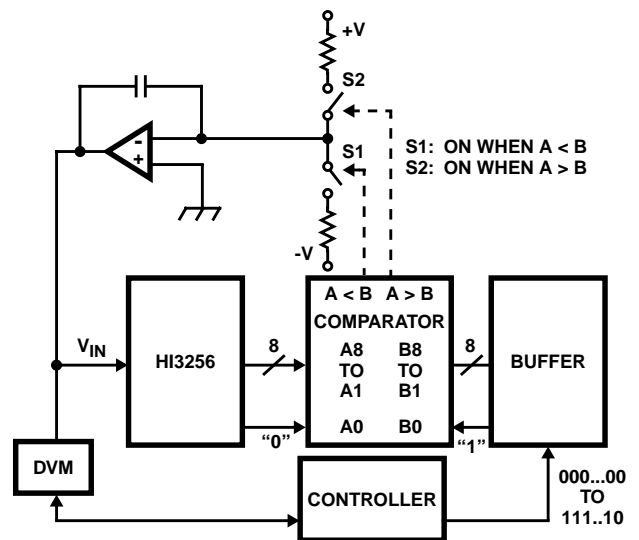 +V
S2
-
+
S1
S1: ON WHEN A < B
S2: ON WHEN A > B
-V
A < B A > B
COMPARATOR
VIN
HI3256
8
A8
TO
A1
B8
TO
B1
8
BUFFER
"0"
A0
B0
"1"
DVM
CONTROLLER
000...00
TO
111..10